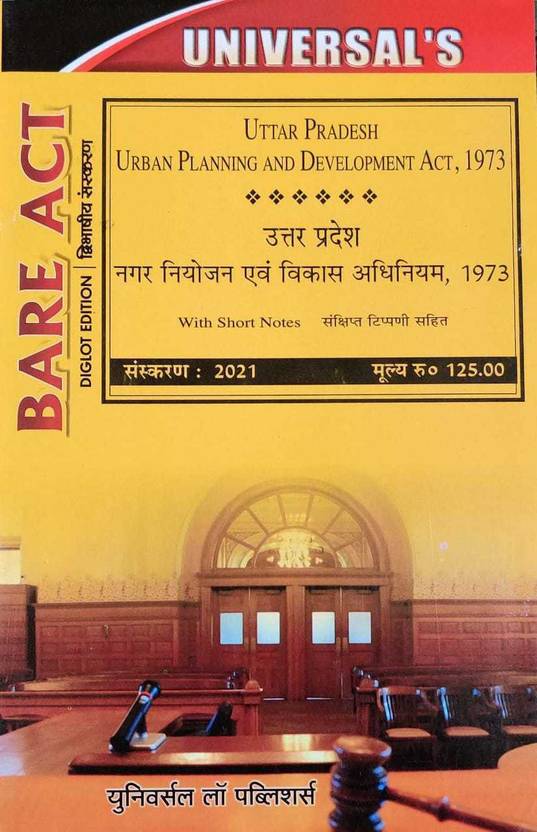 UNIVERSAL'S
BARE ACT
DIGLOT EDITION | द्विभाषीय संस्करण
UTTAR PRADESH
URBAN PLANNING AND DEVELOPMENT ACT, 1973
उत्तर प्रदेश
नगर नियोजन एवं विकास अधिनियम, 1973
With Short Notes संक्षिप्त टिप्पणी सहित
संस्करण : 2021 मूल्य रु० 125.00
युनिवर्सल लॉ पब्लिशर्स